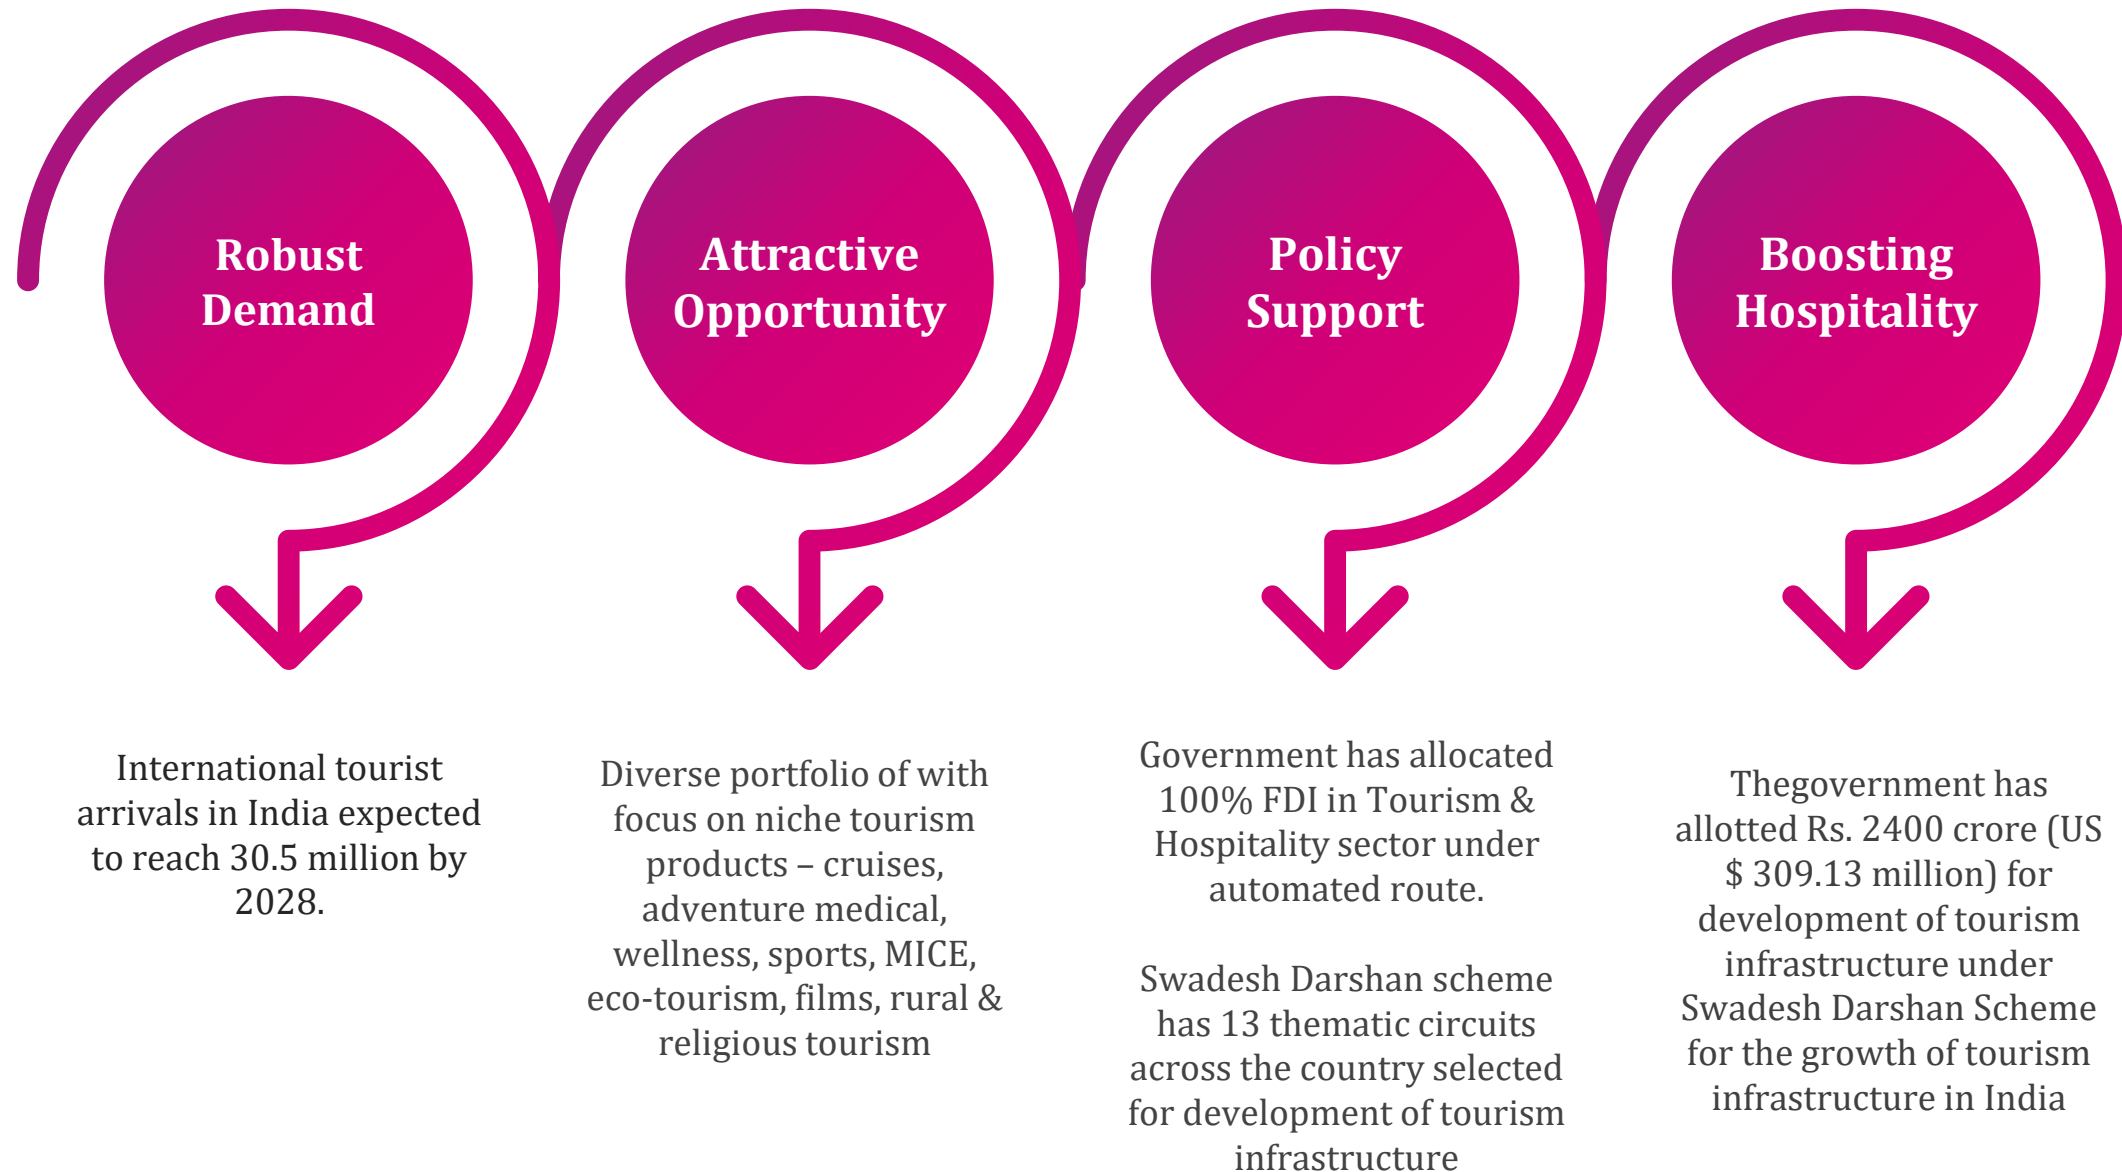 Robust
Demand
Attractive
Opportunity
Policy
Support
Boosting
Hospitality
International tourist
arrivals in India expected
to reach 30.5 million by
2028.
Diverse portfolio of with
focus on niche tourism
products – cruises,
adventure medical,
wellness, sports, MICE,
eco-tourism, films, rural &
religious tourism
Government has allocated
100% FDI in Tourism &
Hospitality sector under
automated route.
Swadesh Darshan scheme
has 13 thematic circuits
across the country selected
for development of tourism
infrastructure
Thegovernment has
allotted Rs. 2400 crore (US
$ 309.13 million) for
development of tourism
infrastructure under
Swadesh Darshan Scheme
for the growth of tourism
infrastructure in India